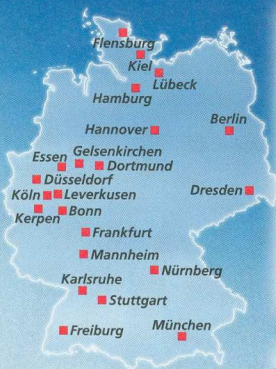 Flensburg
Kiel
Lübeck
Hamburg
Hannover
Berlin
Essen
Gelsenkirchen
Dortmund
Düsseldorf
Köln
Leverkusen
Dresden
Kerpen
Bonn
Frankfurt
Mannheim
Nürnberg
Karlsruhe
Stuttgart
Freiburg
München